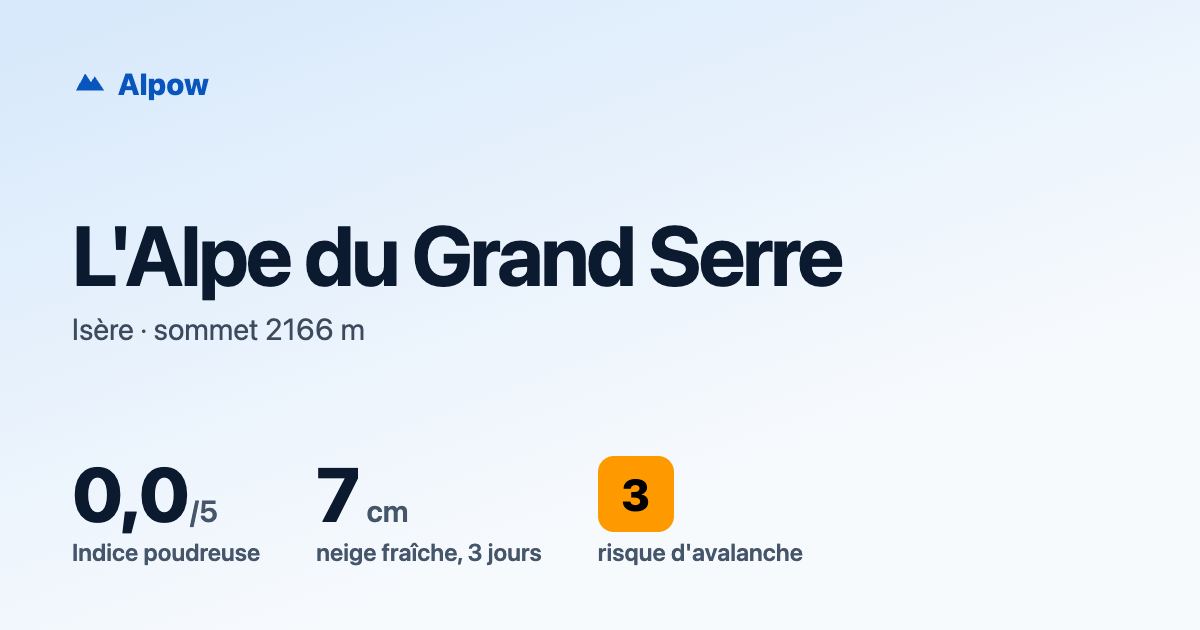 Alpow
L'Alpe du Grand Serre
Isère · sommet 2166 m
0,0/5
Indice poudreuse
7 cm
neige fraîche, 3 jours
3
risque d'avalanche